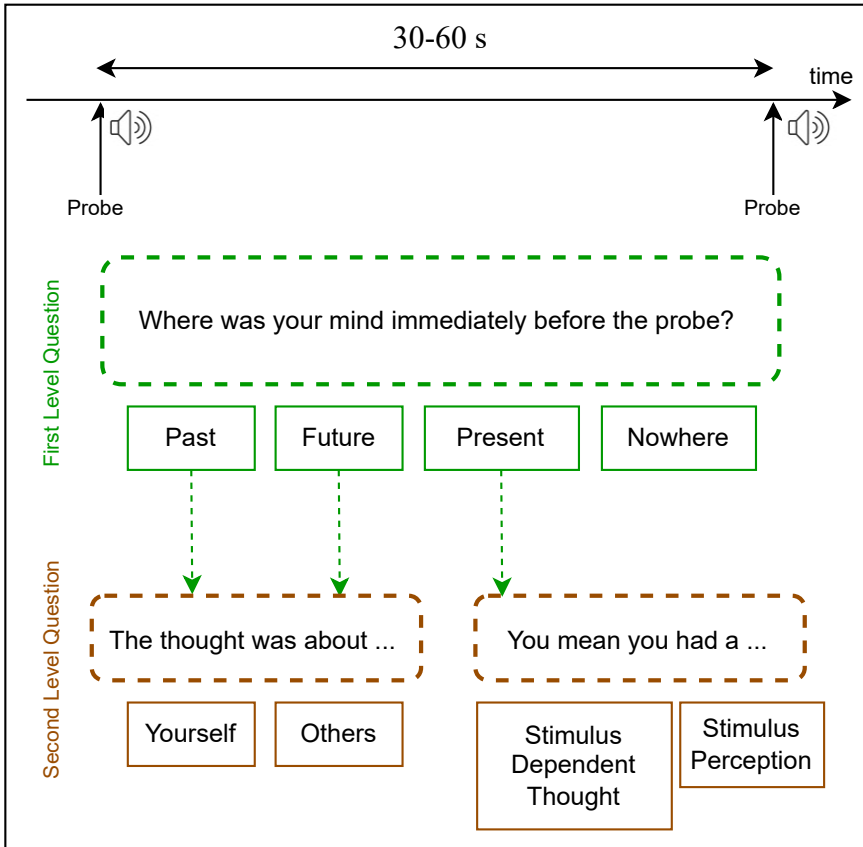 30-60 s
time
Probe
Probe
First Level Question
Where was your mind immediately before the probe?
Past
Future
Present
Nowhere
Second Level Question
The thought was about ...
You mean you had a ...
Yourself
Others
Stimulus
Dependent
Thought
Stimulus
Perception